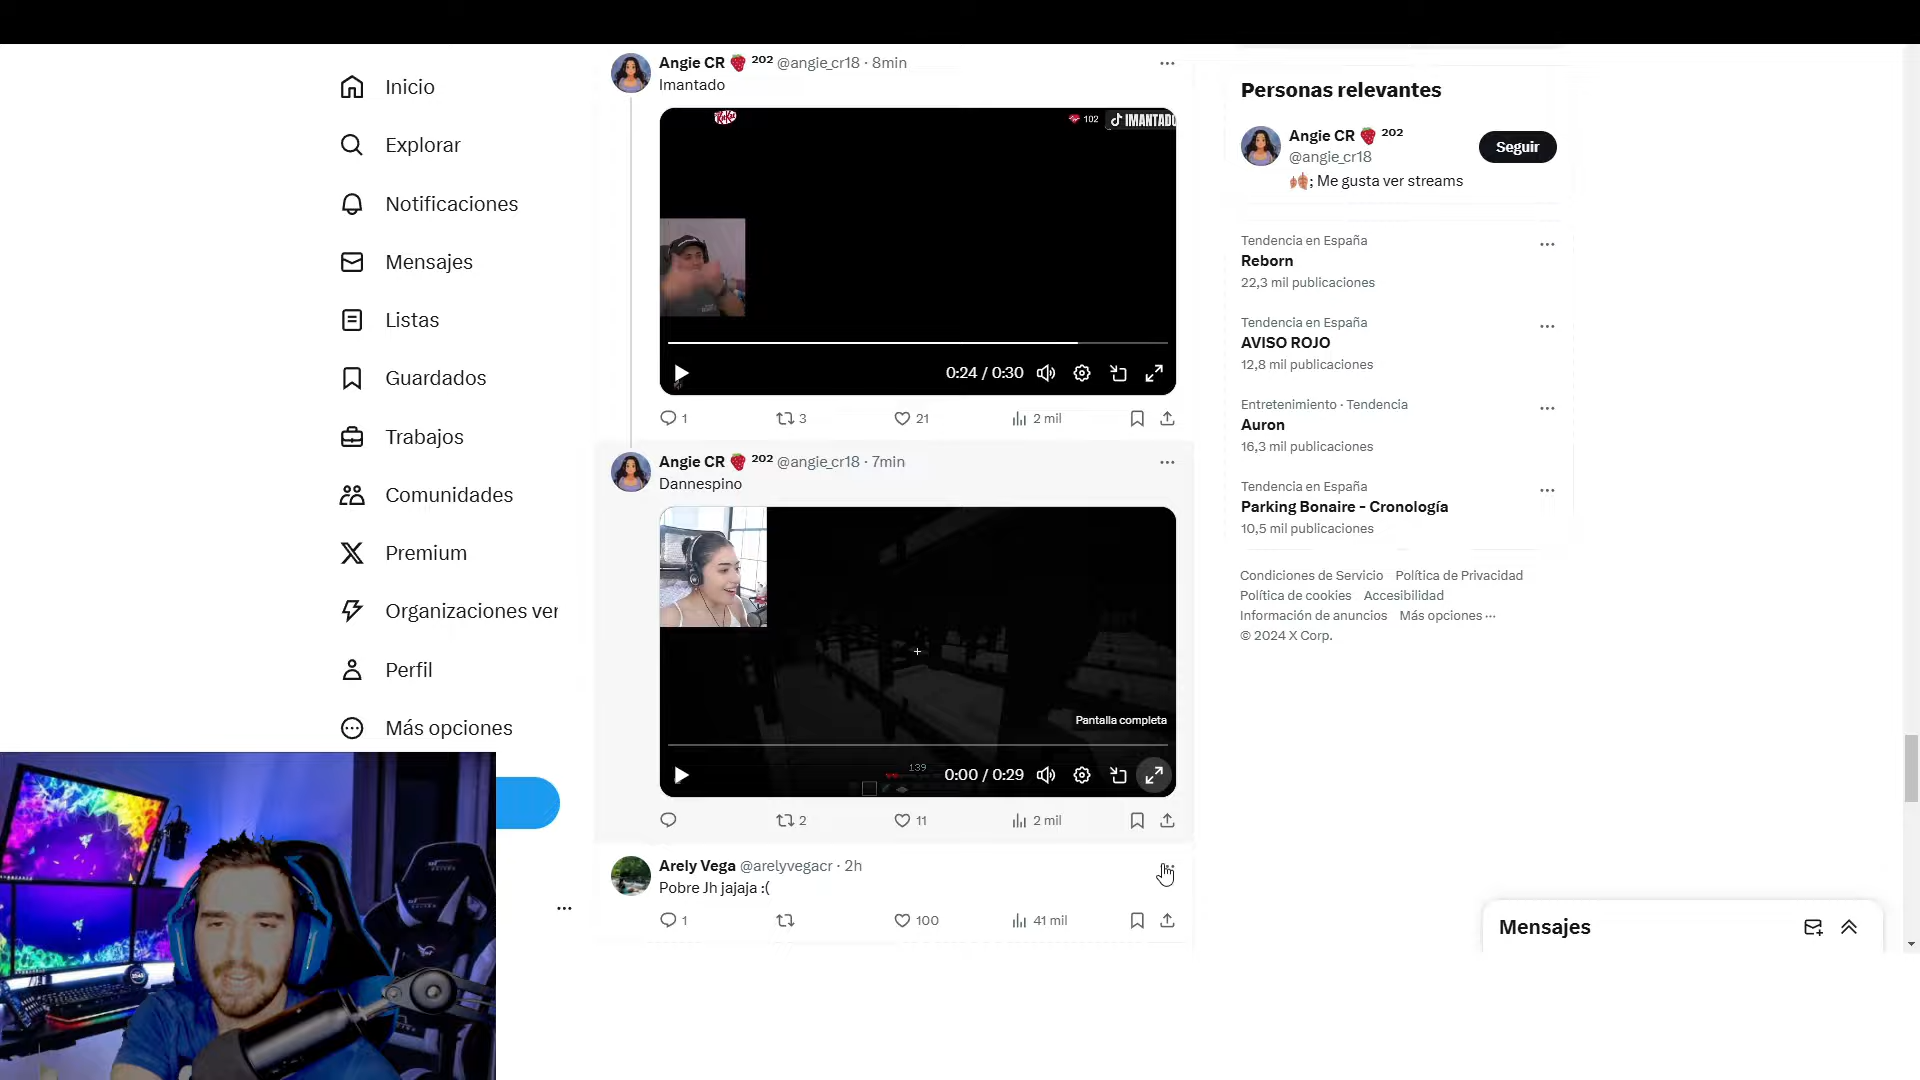 Inicio
Explorar
Notificaciones
Mensajes
Listas
Guardados
Trabajos
Comunidades
Premium
Organizaciones ver
Perfil
Más opciones
Angie CR 202 @angie_cr18 · 8min
Imantado
KitKat
102
IMANTADO
0:24 / 0:30
1
3
21
2 mil
Angie CR 202 @angie_cr18 · 7min
Dannespino
Pantalla completa
139
0:00 / 0:29
2
11
2 mil
Arely Vega @arelyvegacr · 2h
Pobre Jh jajaja :(
1
100
41 mil
Personas relevantes
Angie CR 202
@angie_cr18
Seguir
; Me gusta ver streams
Tendencia en España
Reborn
22,3 mil publicaciones
Tendencia en España
AVISO ROJO
12,8 mil publicaciones
Entretenimiento · Tendencia
Auron
16,3 mil publicaciones
Tendencia en España
Parking Bonaire - Cronología
10,5 mil publicaciones
Condiciones de Servicio Política de Privacidad
Política de cookies Accesibilidad
Información de anuncios Más opciones ···
© 2024 X Corp.
Mensajes